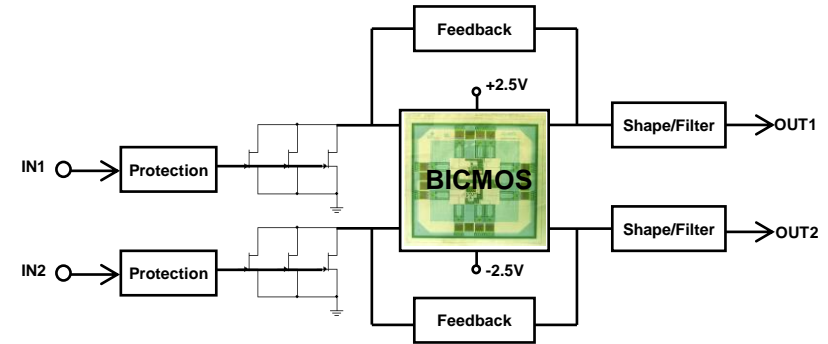 Feedback
+2.5V
Shape/Filter
OUT1
IN1
Protection
BICMOS
Shape/Filter
OUT2
IN2
Protection
-2.5V
Feedback